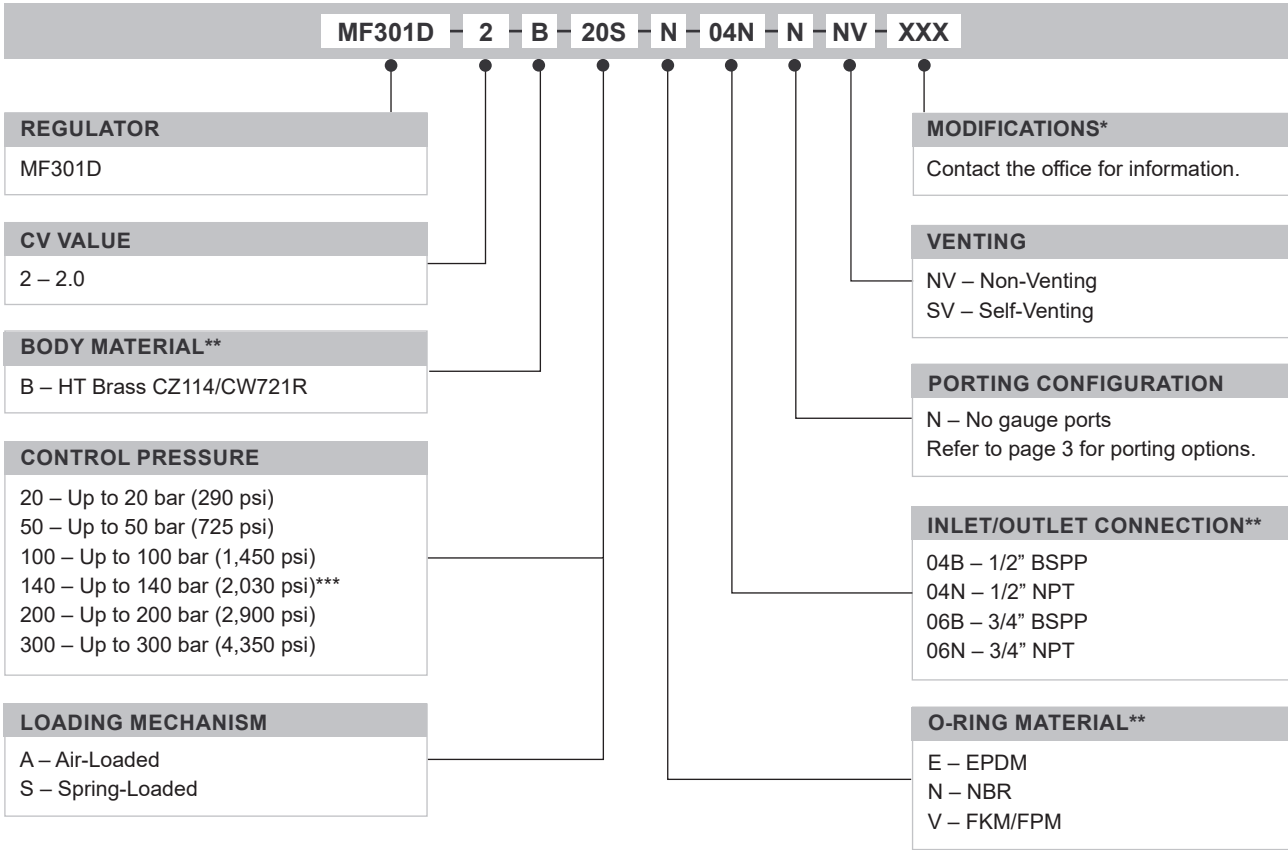 MF301D - 2 - B - 20S - N - 04N - N - NV - XXX
REGULATOR
MF301D
CV VALUE
2 – 2.0
BODY MATERIAL**
B – HT Brass CZ114/CW721R
CONTROL PRESSURE
20 – Up to 20 bar (290 psi)
50 – Up to 50 bar (725 psi)
100 – Up to 100 bar (1,450 psi)
140 – Up to 140 bar (2,030 psi)***
200 – Up to 200 bar (2,900 psi)
300 – Up to 300 bar (4,350 psi)
LOADING MECHANISM
A – Air-Loaded
S – Spring-Loaded
MODIFICATIONS*
Contact the office for information.
VENTING
NV – Non-Venting
SV – Self-Venting
PORTING CONFIGURATION
N – No gauge ports
Refer to page 3 for porting options.
INLET/OUTLET CONNECTION**
04B – 1/2” BSPP
04N – 1/2” NPT
06B – 3/4” BSPP
06N – 3/4” NPT
O-RING MATERIAL**
E – EPDM
N – NBR
V – FKM/FPM